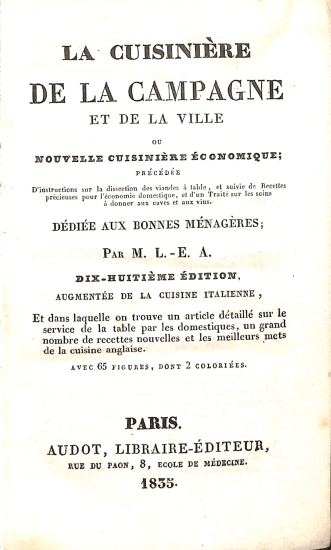 LA CUISINIÈRE
DE LA CAMPAGNE
ET DE LA VILLE
OU
NOUVELLE CUISINIÈRE ÉCONOMIQUE;
PRÉCÉDÉE
D'instructions sur la dissection des viandes à table, et suivie de Recettes
précieuses pour l'économie domestique, et d'un Traité sur les soins
à donner aux caves et aux vins.
DÉDIÉE AUX BONNES MÉNAGÈRES;
PAR M. L.-E. A.
DIX-HUITIÈME ÉDITION,
AUGMENTÉE DE LA CUISINE ITALIENNE,
Et dans laquelle on trouve un article détaillé sur le
service de la table par les domestiques, un grand
nombre de recettes nouvelles et les meilleurs mets
de la cuisine anglaise.
AVEC 65 FIGURES, DONT 2 COLORIÉES.
PARIS.
AUDOT, LIBRAIRE-ÉDITEUR,
RUE DU PAON, 8, ECOLE DE MÉDECINE.
1835.